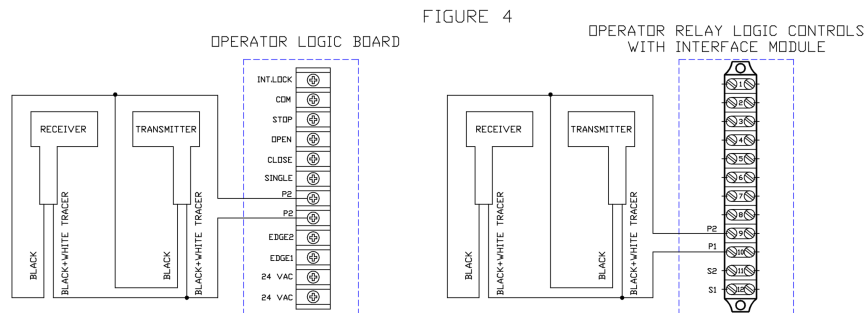 FIGURE 4
OPERATOR LOGIC BOARD
INT.LOCK
COM
STOP
OPEN
CLOSE
SINGLE
P2
P2
EDGE2
EDGE1
24 VAC
24 VAC
RECEIVER
TRANSMITTER
BLACK
BLACK+WHITE TRACER
BLACK
BLACK+WHITE TRACER
OPERATOR RELAY LOGIC CONTROLS
WITH INTERFACE MODULE
1
2
3
4
5
6
7
8
P2 9
P1 10
S2 11
S1 12
RECEIVER
TRANSMITTER
BLACK
BLACK+WHITE TRACER
BLACK
BLACK+WHITE TRACER